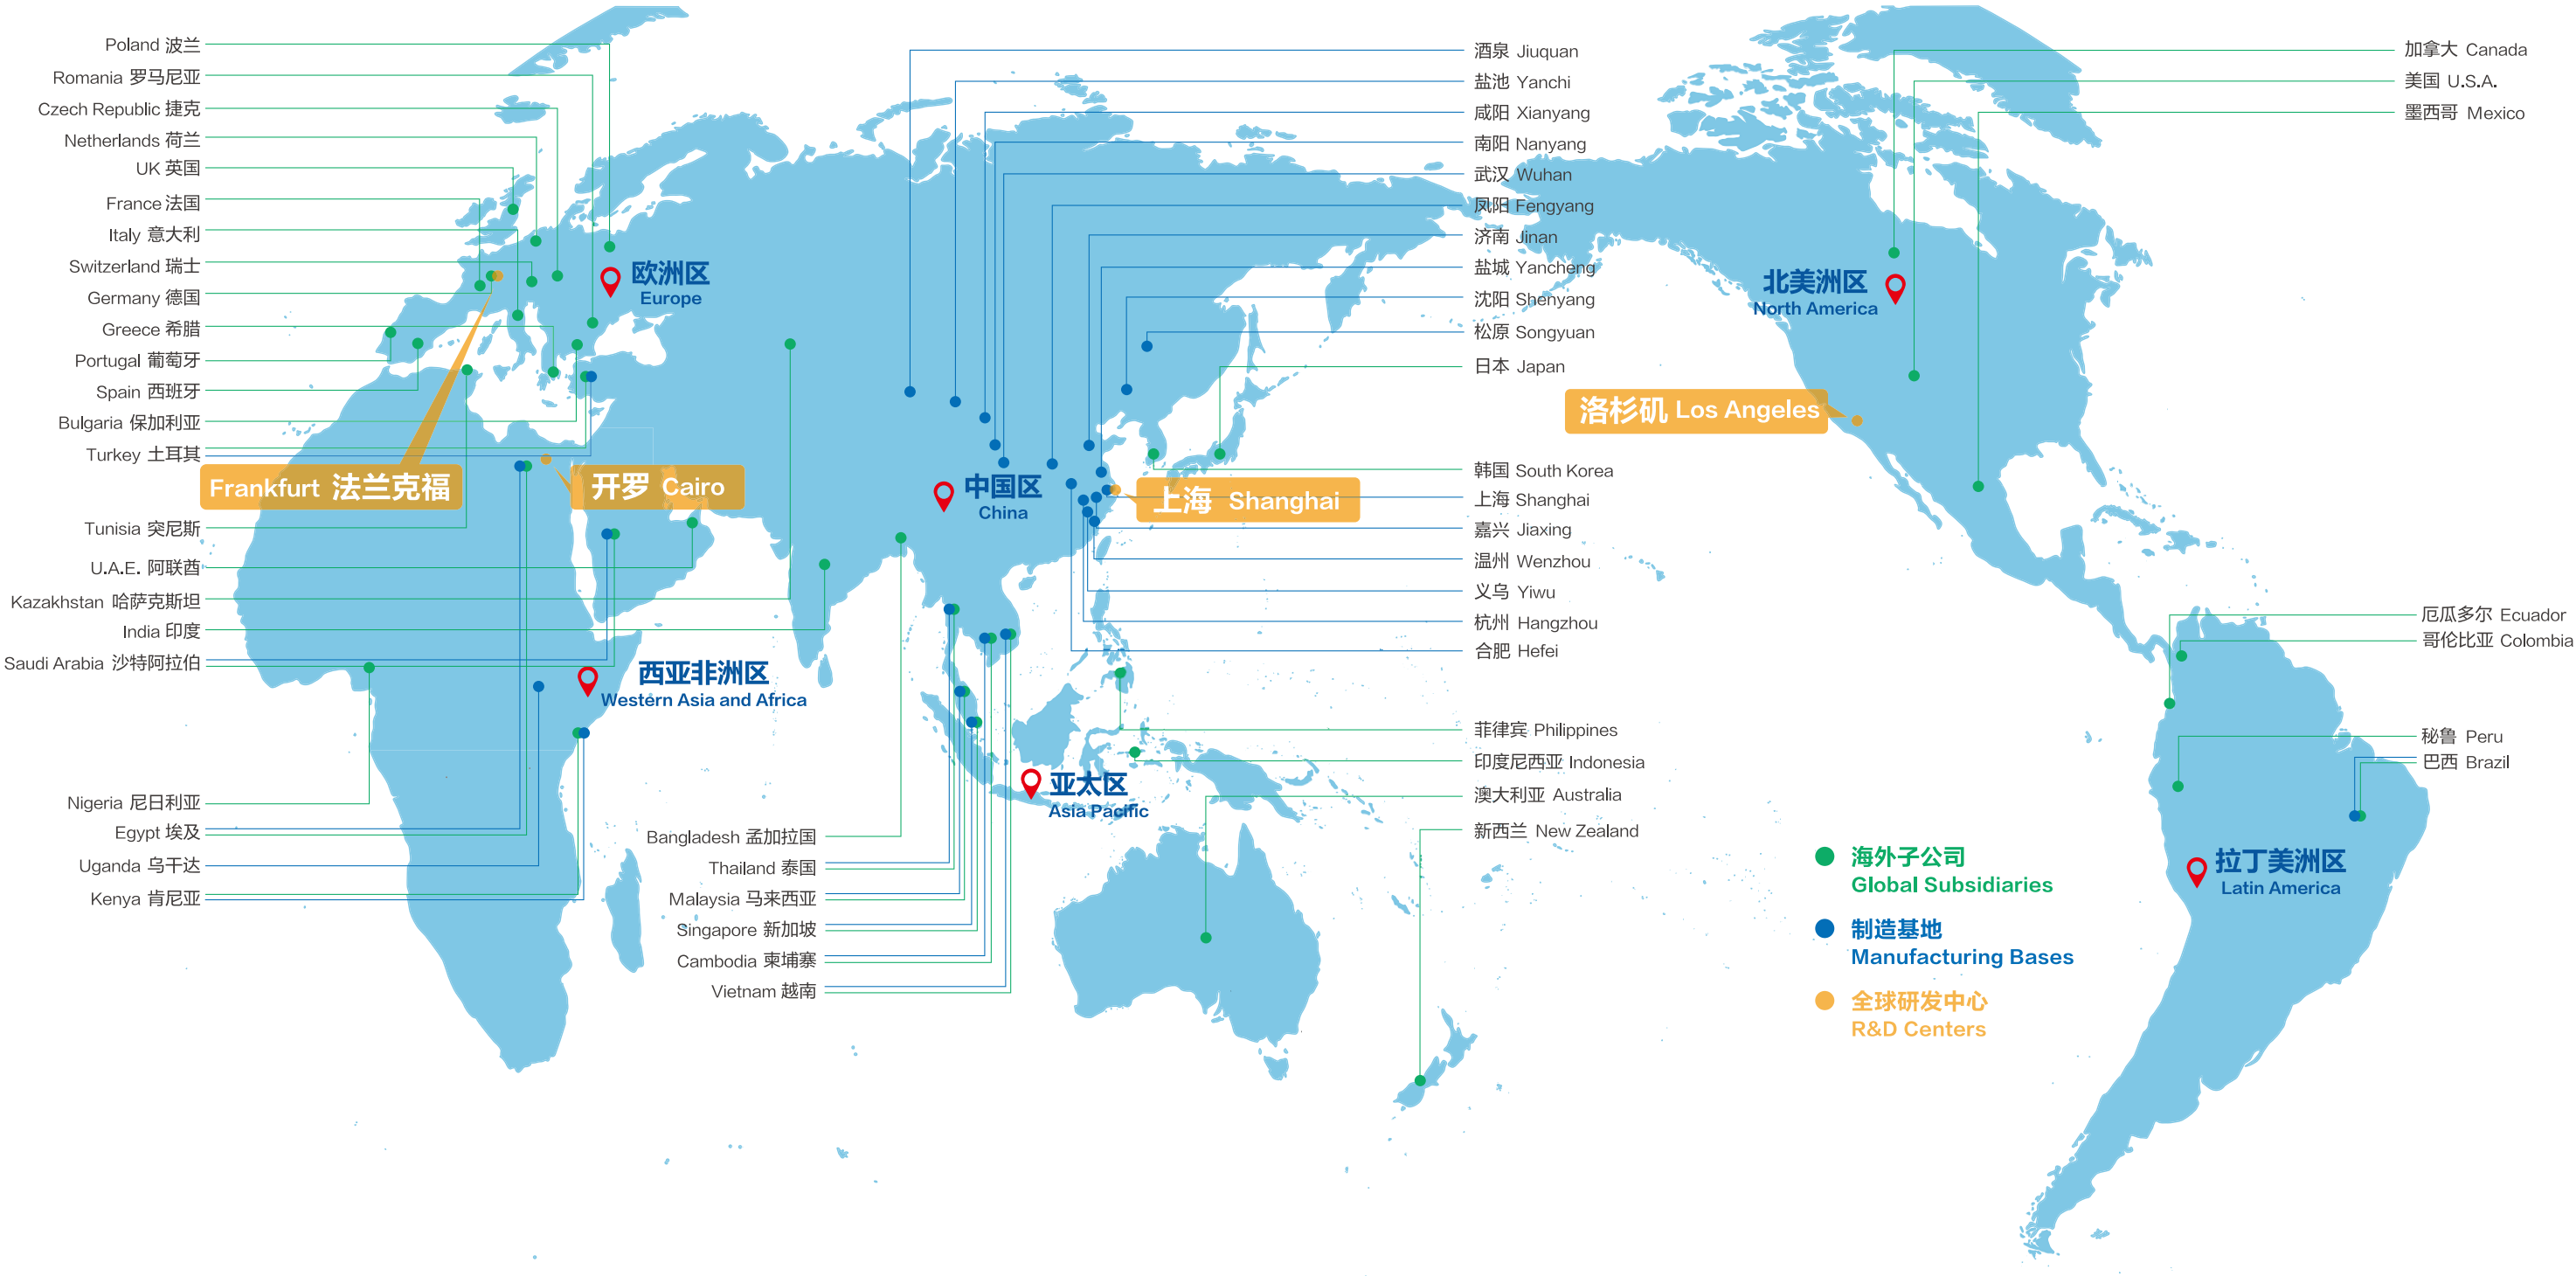 Poland 波兰
Romania 罗马尼亚
Czech Republic 捷克
Netherlands 荷兰
UK 英国
France 法国
Italy 意大利
Switzerland 瑞士
Germany 德国
Greece 希腊
Portugal 葡萄牙
Spain 西班牙
Bulgaria 保加利亚
Turkey 土耳其
Frankfurt 法兰克福
开罗 Cairo
Tunisia 突尼斯
U.A.E. 阿联酋
Kazakhstan 哈萨克斯坦
India 印度
Saudi Arabia 沙特阿拉伯
Nigeria 尼日利亚
Egypt 埃及
Uganda 乌干达
Kenya 肯尼亚
欧洲区
Europe
西亚非洲区
Western Asia and Africa
Bangladesh 孟加拉国
Thailand 泰国
Malaysia 马来西亚
Singapore 新加坡
Cambodia 柬埔寨
Vietnam 越南
中国区
China
亚太区
Asia Pacific
上海 Shanghai
酒泉 Jiuquan
盐池 Yanchi
咸阳 Xianyang
南阳 Nanyang
武汉 Wuhan
凤阳 Fengyang
济南 Jinan
盐城 Yancheng
沈阳 Shenyang
松原 Songyuan
日本 Japan
韩国 South Korea
上海 Shanghai
嘉兴 Jiaxing
温州 Wenzhou
义乌 Yiwu
杭州 Hangzhou
合肥 Hefei
菲律宾 Philippines
印度尼西亚 Indonesia
澳大利亚 Australia
新西兰 New Zealand
洛杉矶 Los Angeles
北美洲区
North America
加拿大 Canada
美国 U.S.A.
墨西哥 Mexico
厄瓜多尔 Ecuador
哥伦比亚 Colombia
秘鲁 Peru
巴西 Brazil
拉丁美洲区
Latin America
海外子公司
Global Subsidiaries
制造基地
Manufacturing Bases
全球研发中心
R&D Centers